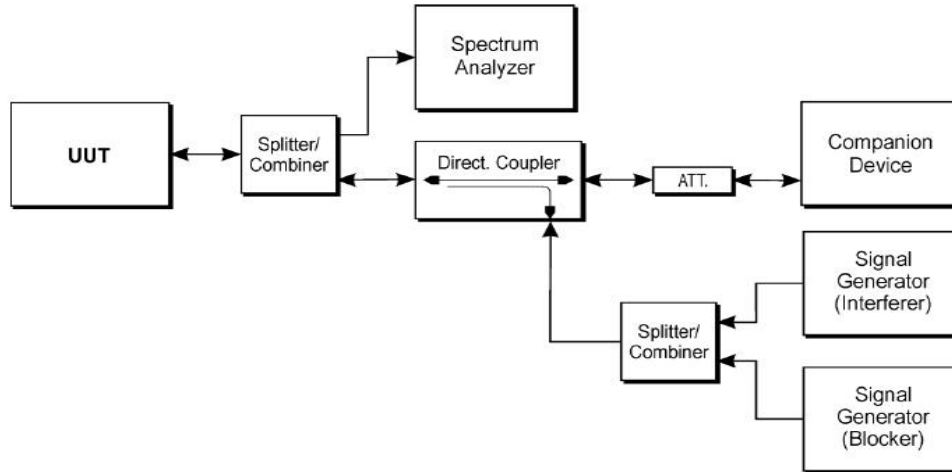 Spectrum
Analyzer
UUT
Splitter/
Combiner
Direct. Coupler
ATT.
Companion
Device
Signal
Generator
(Interferer)
Splitter/
Combiner
Signal
Generator
(Blocker)